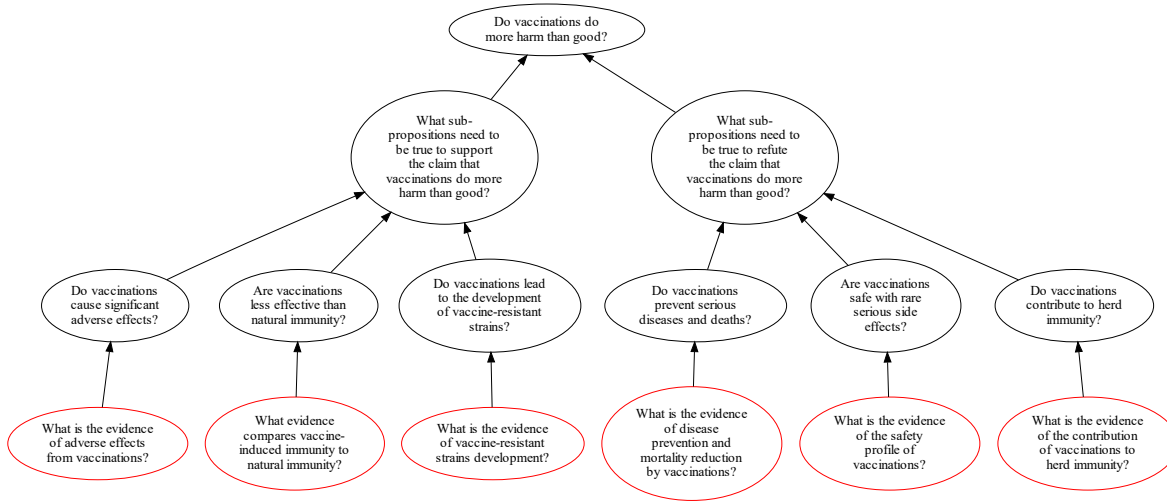 Do vaccinations do
more harm than good?
What sub-
propositions need to
be true to support
the claim that
vaccinations do more
harm than good?
What sub-
propositions need to
be true to refute
the claim that
vaccinations do more
harm than good?
Do vaccinations
cause significant
adverse effects?
Are vaccinations
less effective than
natural immunity?
Do vaccinations lead
to the development
of vaccine-resistant
strains?
Do vaccinations
prevent serious
diseases and deaths?
Are vaccinations
safe with rare
serious side
effects?
Do vaccinations
contribute to herd
immunity?
What is the evidence
of adverse effects
from vaccinations?
What evidence
compares vaccine-
induced immunity to
natural immunity?
What is the evidence
of vaccine-resistant
strains development?
What is the evidence
of disease
prevention and
mortality reduction
by vaccinations?
What is the evidence
of the safety
profile of
vaccinations?
What is the evidence
of the contribution
of vaccinations to
herd immunity?